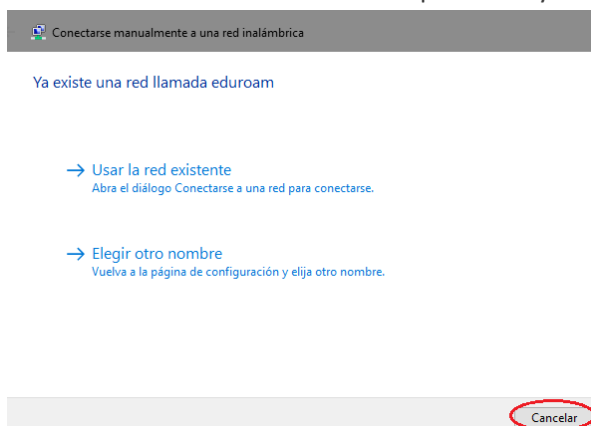 Conectarse manualmente a una red inalámbrica
Ya existe una red llamada eduroam
Usar la red existente
Abra el diálogo Conectarse a una red para conectarse.
Elegir otro nombre
Vuelva a la página de configuración y elija otro nombre.
Cancelar